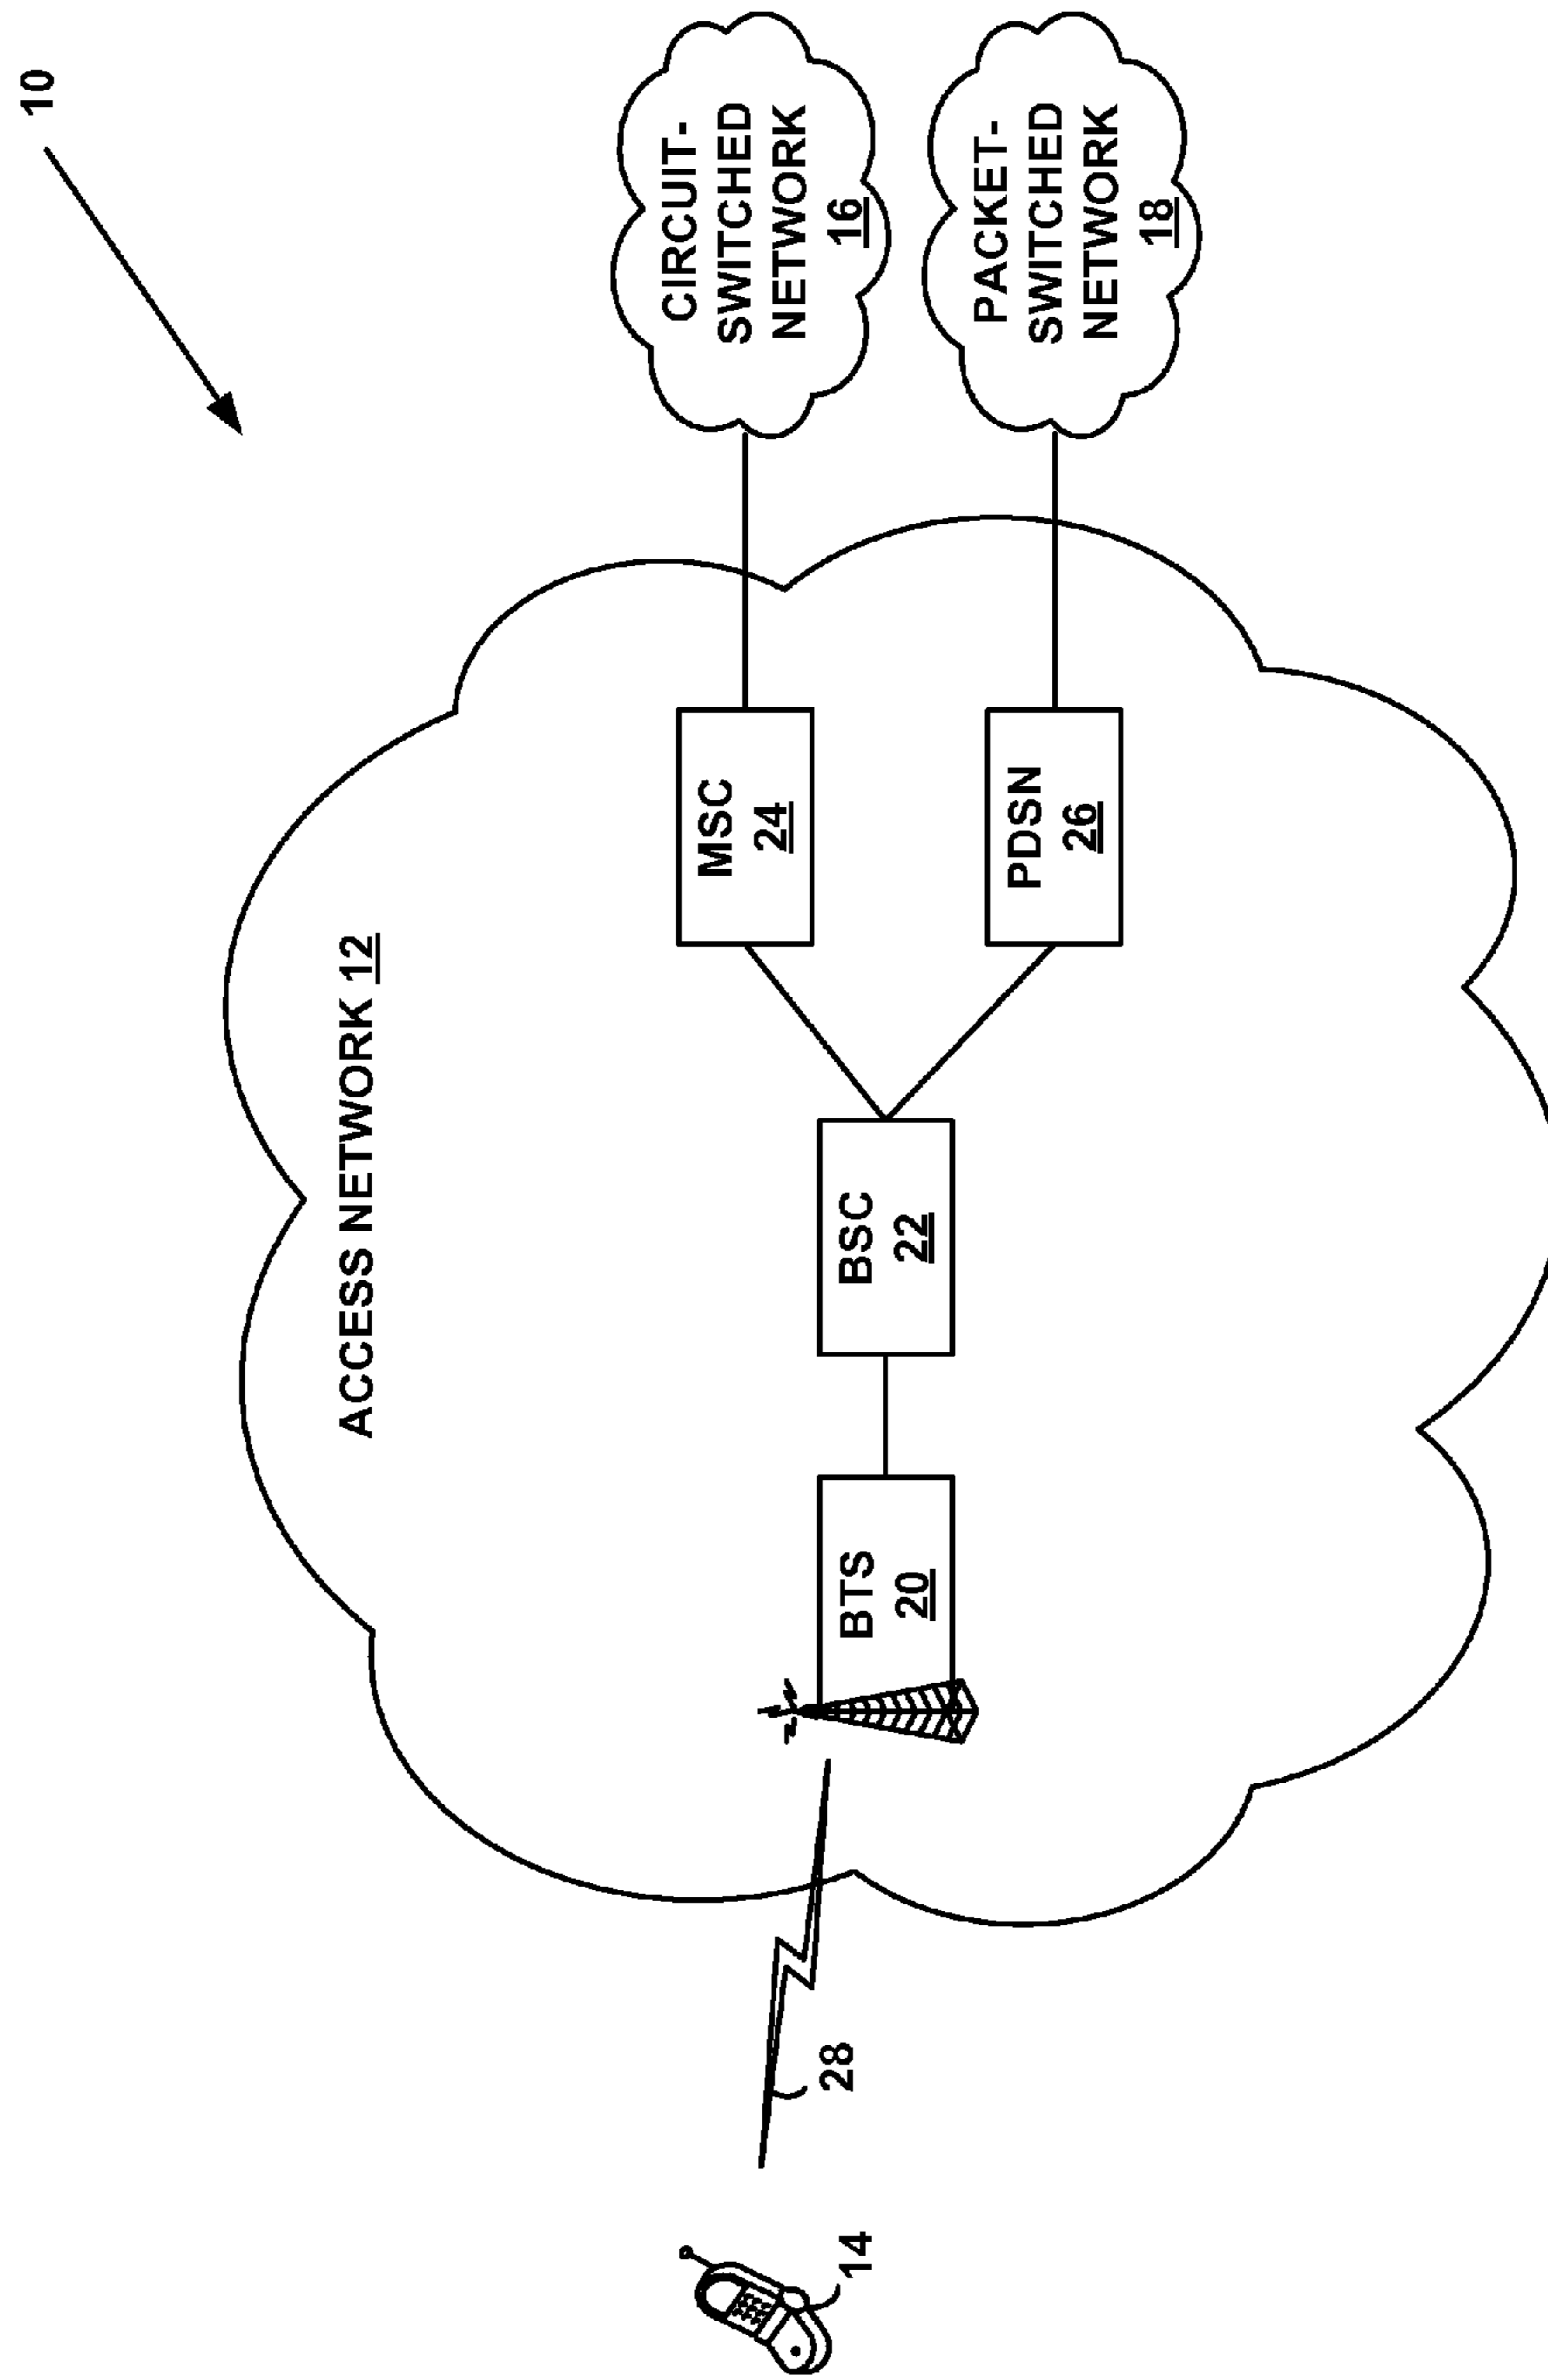 10
ACCESS NETWORK 12
CIRCUIT-
SWITCHED
NETWORK
16
PACKET-
SWITCHED
NETWORK
18
MSC
24
PDSN
26
BSC
22
BTS
20
28
14